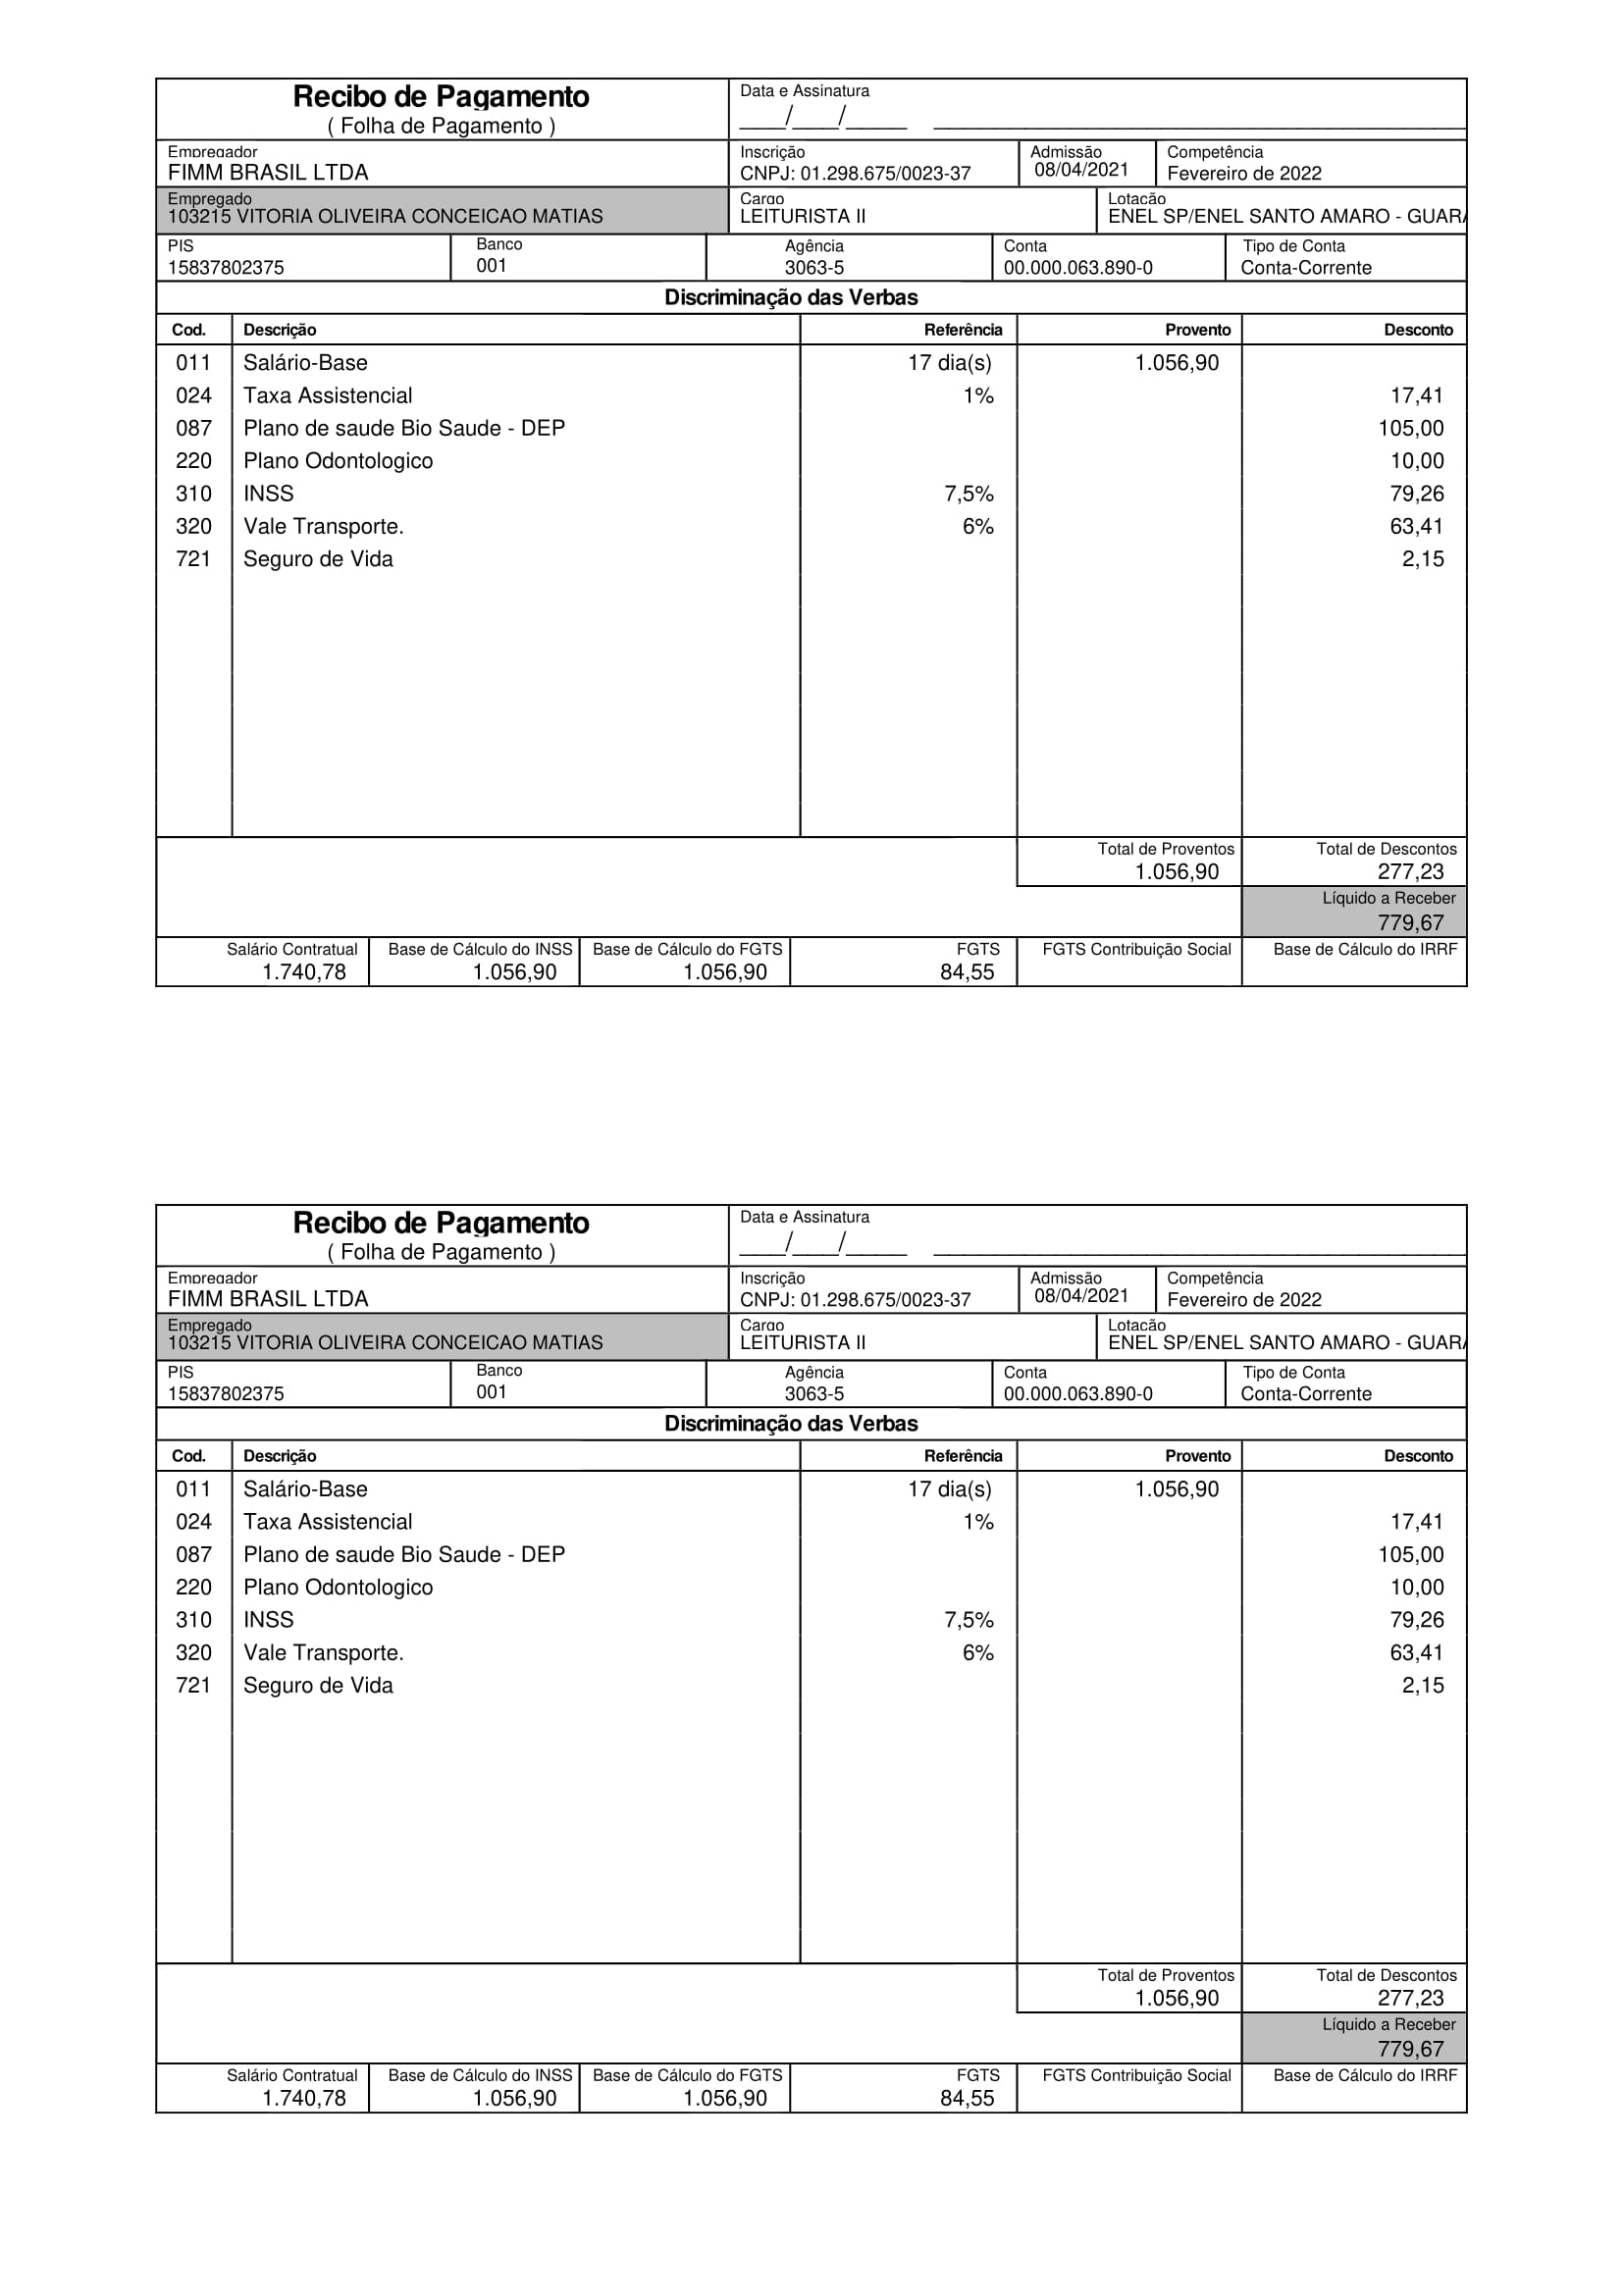 Recibo de Pagamento
( Folha de Pagamento )
Data e Assinatura
___/___/____ ____________________
Empregador
FIMM BRASIL LTDA
Inscrição
CNPJ: 01.298.675/0023-37
Admissão
08/04/2021
Competência
Fevereiro de 2022
Empregado
103215 VITORIA OLIVEIRA CONCEICAO MATIAS
Cargo
LEITURISTA II
Lotação
ENEL SP/ENEL SANTO AMARO - GUARA
PIS
15837802375
Banco
001
Agência
3063-5
Conta
00.000.063.890-0
Tipo de Conta
Conta-Corrente
Discriminação das Verbas
Cod. Descrição Referência Provento Desconto
011 Salário-Base 17 dia(s) 1.056,90
024 Taxa Assistencial 1% 17,41
087 Plano de saude Bio Saude - DEP 105,00
220 Plano Odontologico 10,00
310 INSS 7,5% 79,26
320 Vale Transporte. 6% 63,41
721 Seguro de Vida 2,15
Total de Proventos Total de Descontos
1.056,90 277,23
Líquido a Receber
779,67
Salário Contratual Base de Cálculo do INSS Base de Cálculo do FGTS FGTS FGTS Contribuição Social Base de Cálculo do IRRF
1.740,78 1.056,90 1.056,90 84,55
Recibo de Pagamento
( Folha de Pagamento )
Data e Assinatura
___/___/____ ____________________
Empregador
FIMM BRASIL LTDA
Inscrição
CNPJ: 01.298.675/0023-37
Admissão
08/04/2021
Competência
Fevereiro de 2022
Empregado
103215 VITORIA OLIVEIRA CONCEICAO MATIAS
Cargo
LEITURISTA II
Lotação
ENEL SP/ENEL SANTO AMARO - GUARA
PIS
15837802375
Banco
001
Agência
3063-5
Conta
00.000.063.890-0
Tipo de Conta
Conta-Corrente
Discriminação das Verbas
Cod. Descrição Referência Provento Desconto
011 Salário-Base 17 dia(s) 1.056,90
024 Taxa Assistencial 1% 17,41
087 Plano de saude Bio Saude - DEP 105,00
220 Plano Odontologico 10,00
310 INSS 7,5% 79,26
320 Vale Transporte. 6% 63,41
721 Seguro de Vida 2,15
Total de Proventos Total de Descontos
1.056,90 277,23
Líquido a Receber
779,67
Salário Contratual Base de Cálculo do INSS Base de Cálculo do FGTS FGTS FGTS Contribuição Social Base de Cálculo do IRRF
1.740,78 1.056,90 1.056,90 84,55